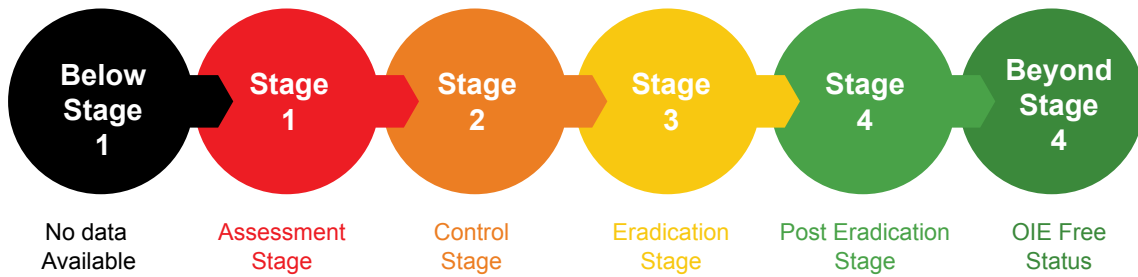 Below
Stage
1
Stage
1
Stage
2
Stage
3
Stage
4
Beyond
Stage
4
No data
Available
Assessment
Stage
Control
Stage
Eradication
Stage
Post Eradication
Stage
OIE Free
Status